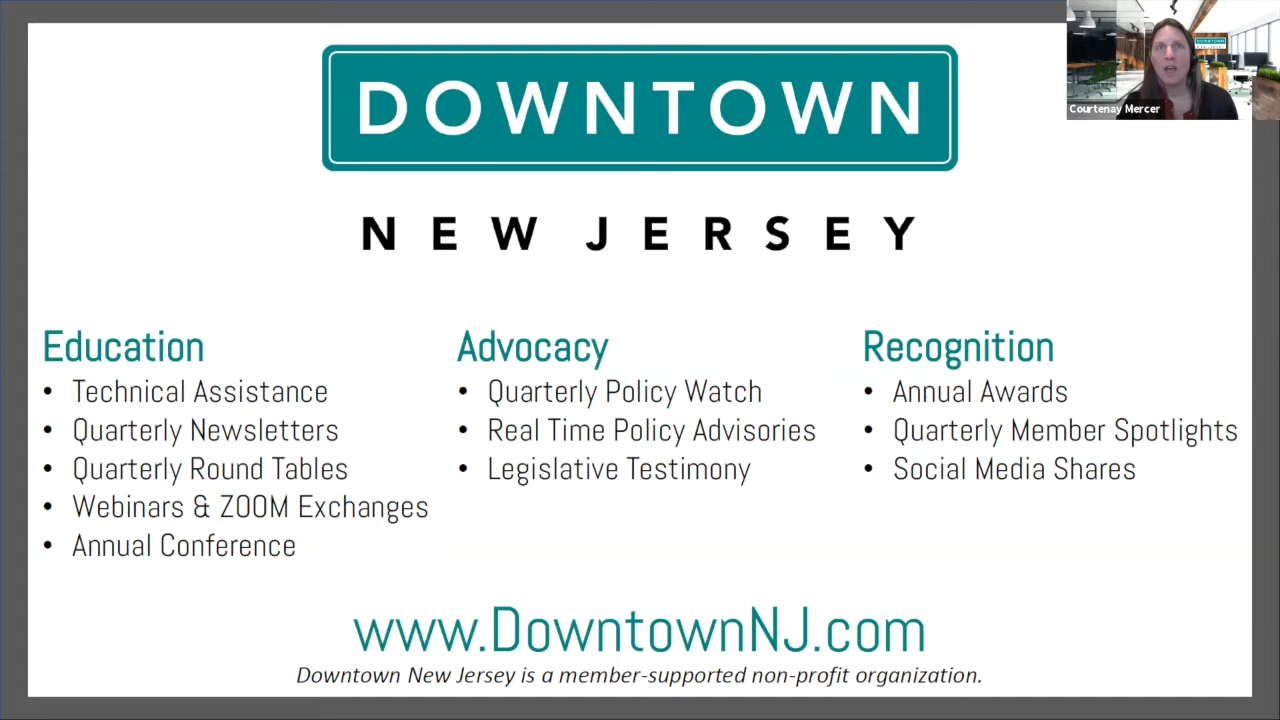 DOWNTOWN
NEW JERSEY
Courtenay Mercer
Education
• Technical Assistance
• Quarterly Newsletters
• Quarterly Round Tables
• Webinars & ZOOM Exchanges
• Annual Conference
Advocacy
• Quarterly Policy Watch
• Real Time Policy Advisories
• Legislative Testimony
Recognition
• Annual Awards
• Quarterly Member Spotlights
• Social Media Shares
www.DowntownNJ.com
Downtown New Jersey is a member-supported non-profit organization.
DOWNTOWN